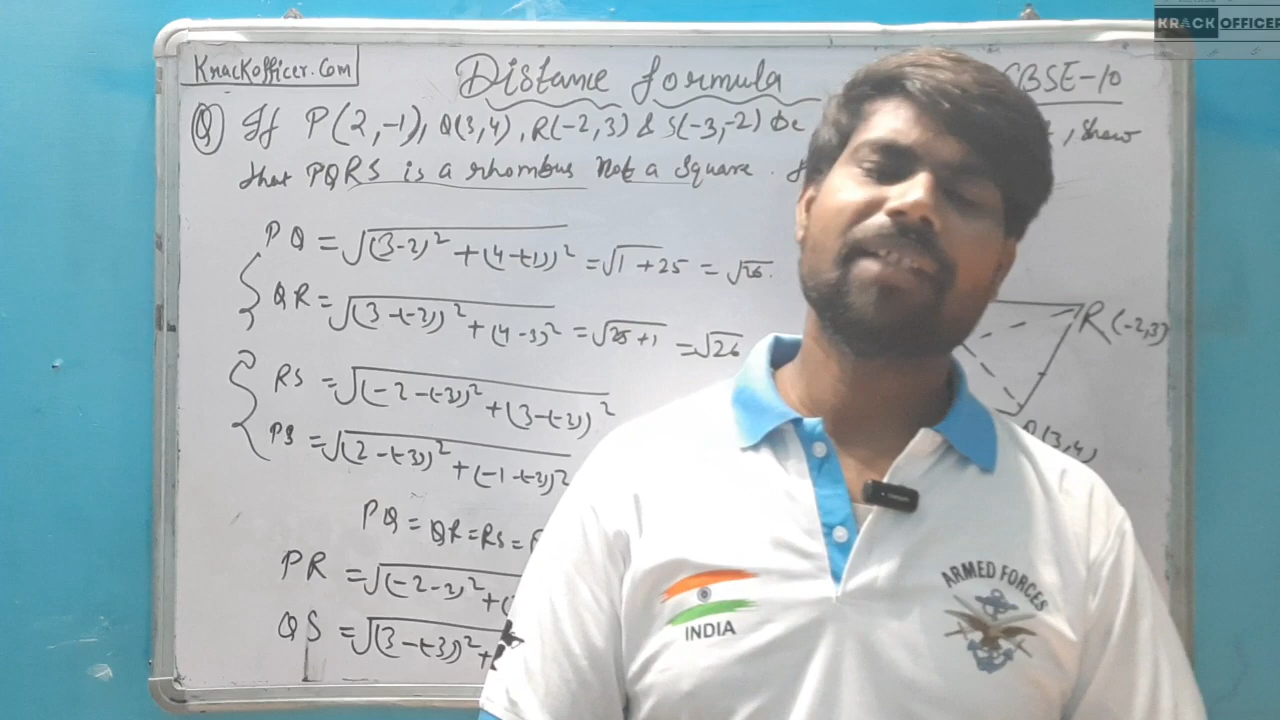 KRACK OFFICER
Krackofficer.com
Distance formula
CBSE-10
Q) If P(2,-1), Q(3,4), R(-2,3) & S(-3,-2) be , show
that PQRS is a rhombus Not a square.
PQ = √(3-2)² + (4-(-1))² = √1+25 = √26.
QR = √(3-(-2))² + (4-3)² = √25+1 = √26
RS = √(-2-(-3))² + (3-(-2))²
PS = √(2-(-3))² + (-1-(-2))²
PQ = QR = RS =
PR = √(-2-2)² + (
QS = √(3-(-3))² +
R(-2,3)
(3,4)
INDIA
ARMED FORCES